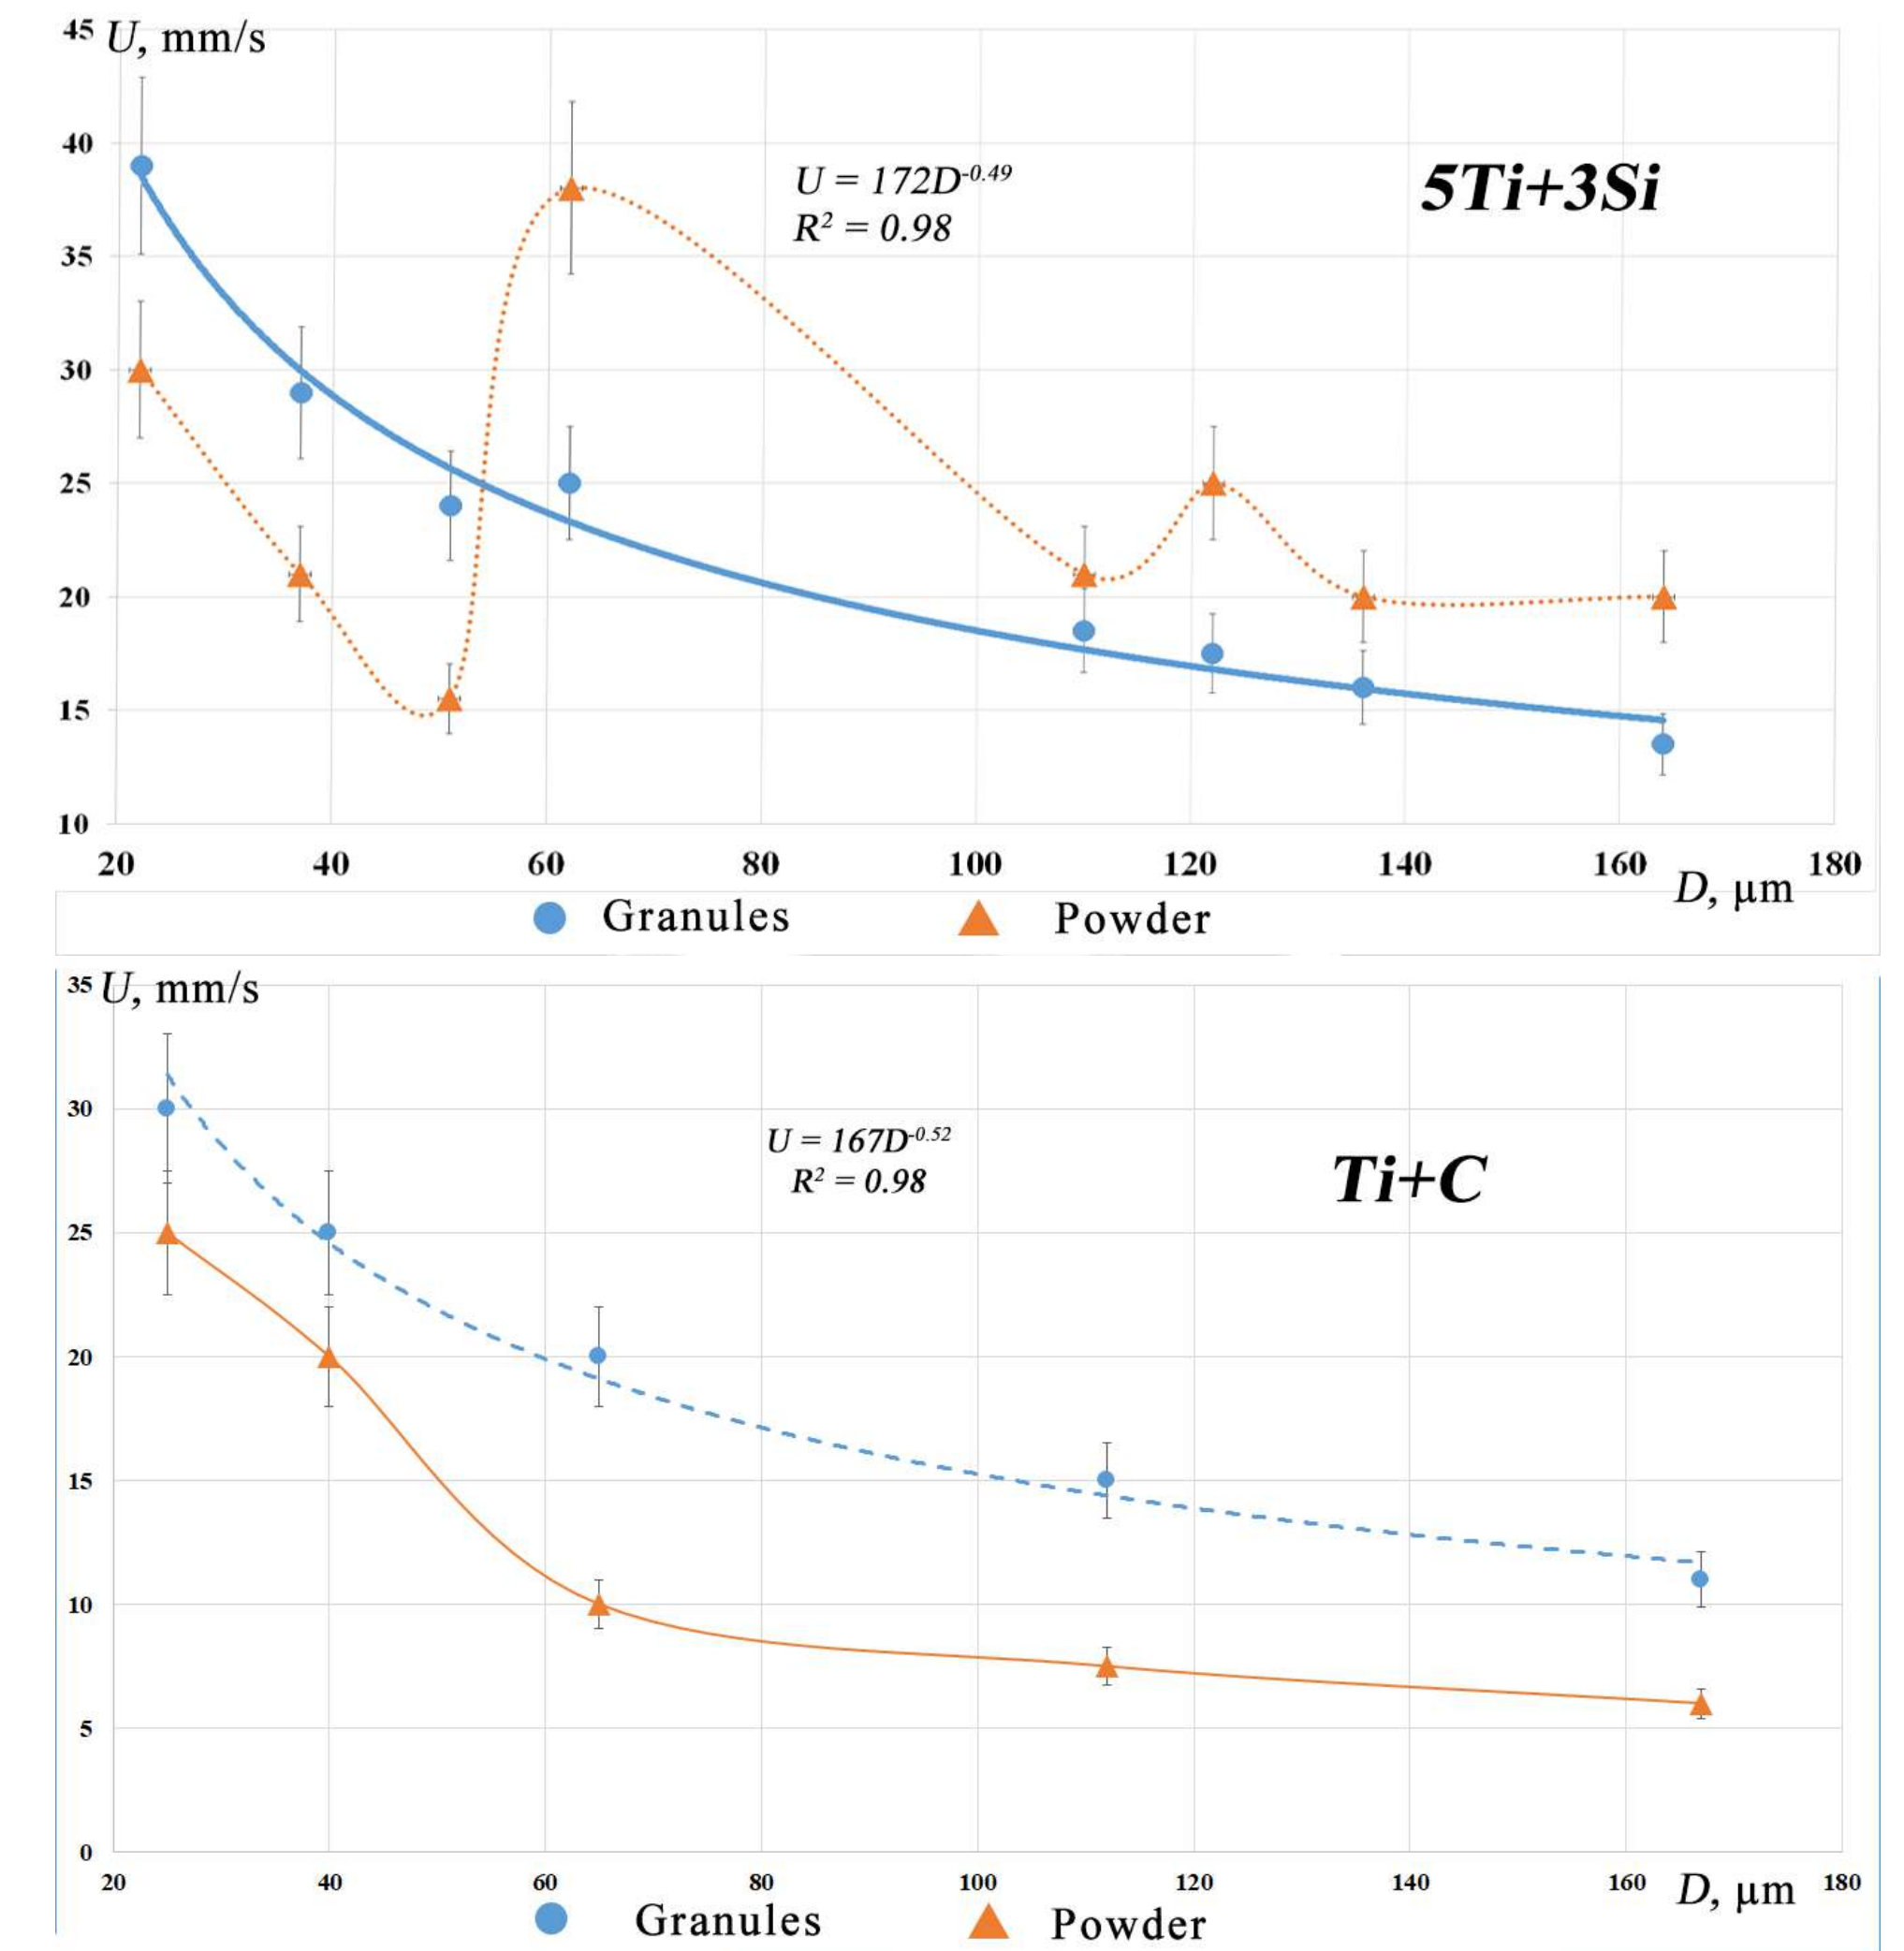 45 U, mm/s
40
35
30
25
20
15
10
U = 172D-0.49
R² = 0.98
5Ti+3Si
20 40 60 80 100 120 140 160 180
D, μm
Granules Powder
35 U, mm/s
30
25
20
15
10
5
0
U = 167D-0.52
R² = 0.98
Ti+C
20 40 60 80 100 120 140 160 180
D, μm
Granules Powder